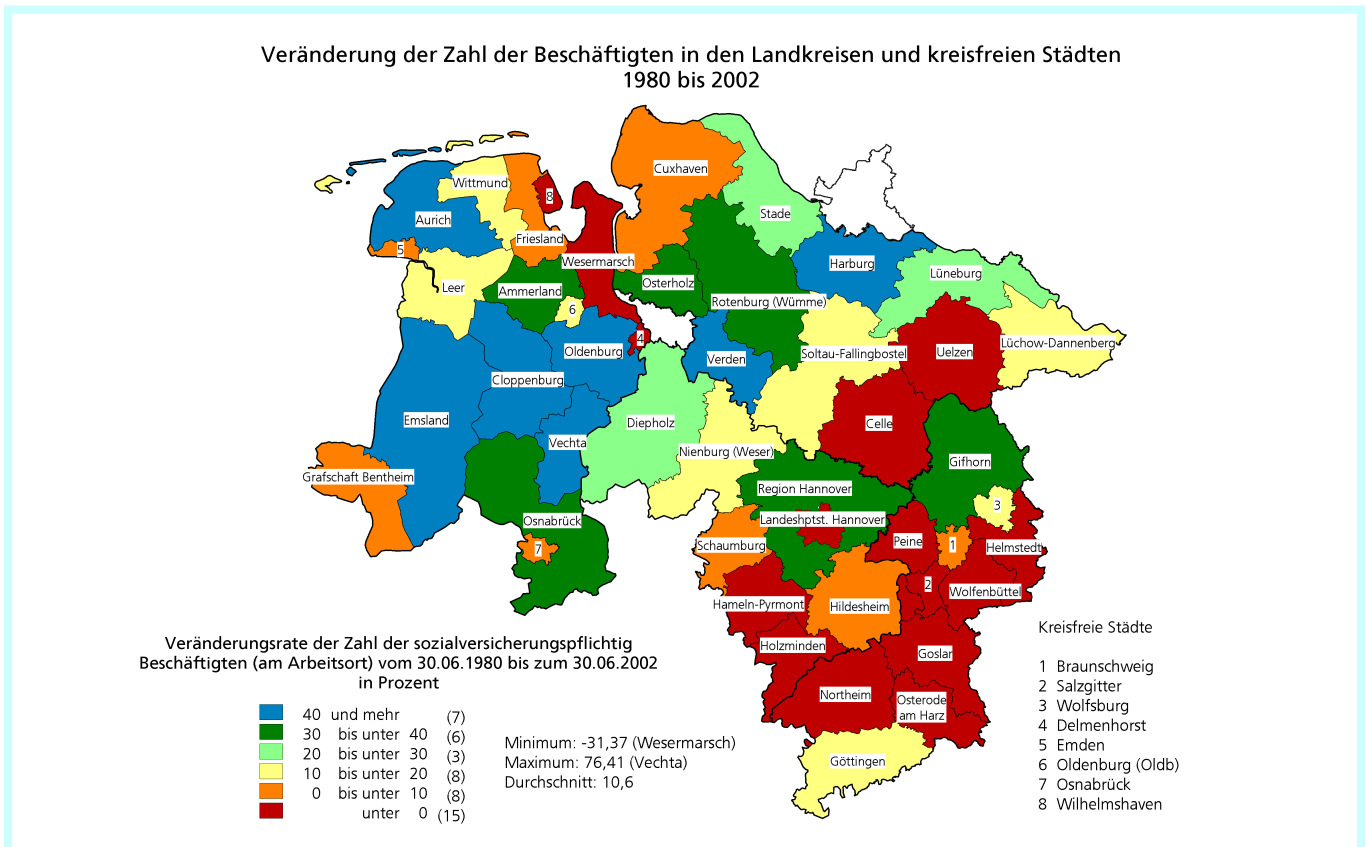 Veränderung der Zahl der Beschäftigten in den Landkreisen und kreisfreien Städten
1980 bis 2002
Cuxhaven
Wittmund
8
Stade
Aurich
Friesland
5
Wesermarsch
Harburg
Lüneburg
Osterholz
Leer
Ammerland
Rotenburg (Wümme)
6
4
Lüchow-Dannenberg
Oldenburg
Verden
Soltau-Fallingbostel
Uelzen
Cloppenburg
Emsland
Diepholz
Celle
Vechta
Nienburg (Weser)
Gifhorn
Grafschaft Bentheim
Region Hannover
3
Osnabrück
Landeshptst. Hannover
7
Schaumburg
Peine
1
Helmstedt
2
Wolfenbüttel
Hameln-Pyrmont
Hildesheim
Holzminden
Goslar
Northeim
Osterode
am Harz
Göttingen
Veränderungsrate der Zahl der sozialversicherungspflichtig
Beschäftigten (am Arbeitsort) vom 30.06.1980 bis zum 30.06.2002
in Prozent
40 und mehr (7)
30 bis unter 40 (6)
20 bis unter 30 (3)
10 bis unter 20 (8)
0 bis unter 10 (8)
unter 0 (15)
Minimum: -31,37 (Wesermarsch)
Maximum: 76,41 (Vechta)
Durchschnitt: 10,6
Kreisfreie Städte
1 Braunschweig
2 Salzgitter
3 Wolfsburg
4 Delmenhorst
5 Emden
6 Oldenburg (Oldb)
7 Osnabrück
8 Wilhelmshaven